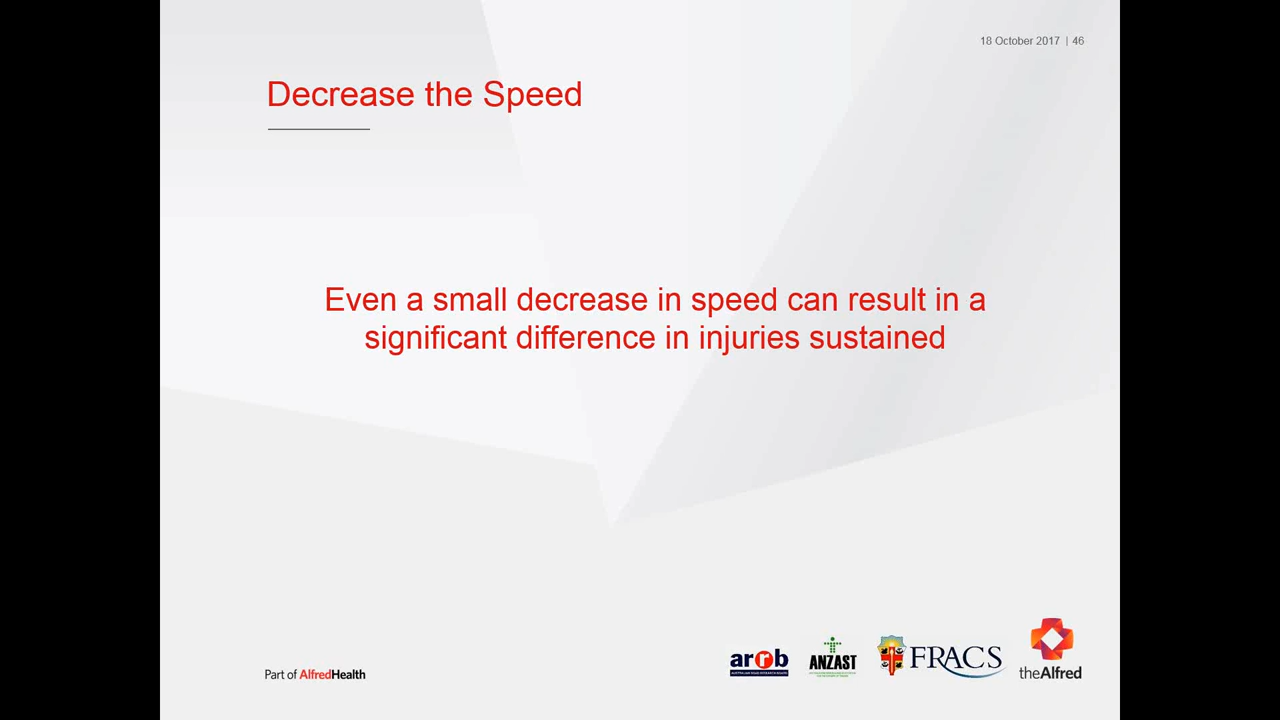 18 October 2017 | 46
Decrease the Speed
Even a small decrease in speed can result in a
significant difference in injuries sustained
Part of AlfredHealth
arrb
ANZAST
FRACS
theAlfred